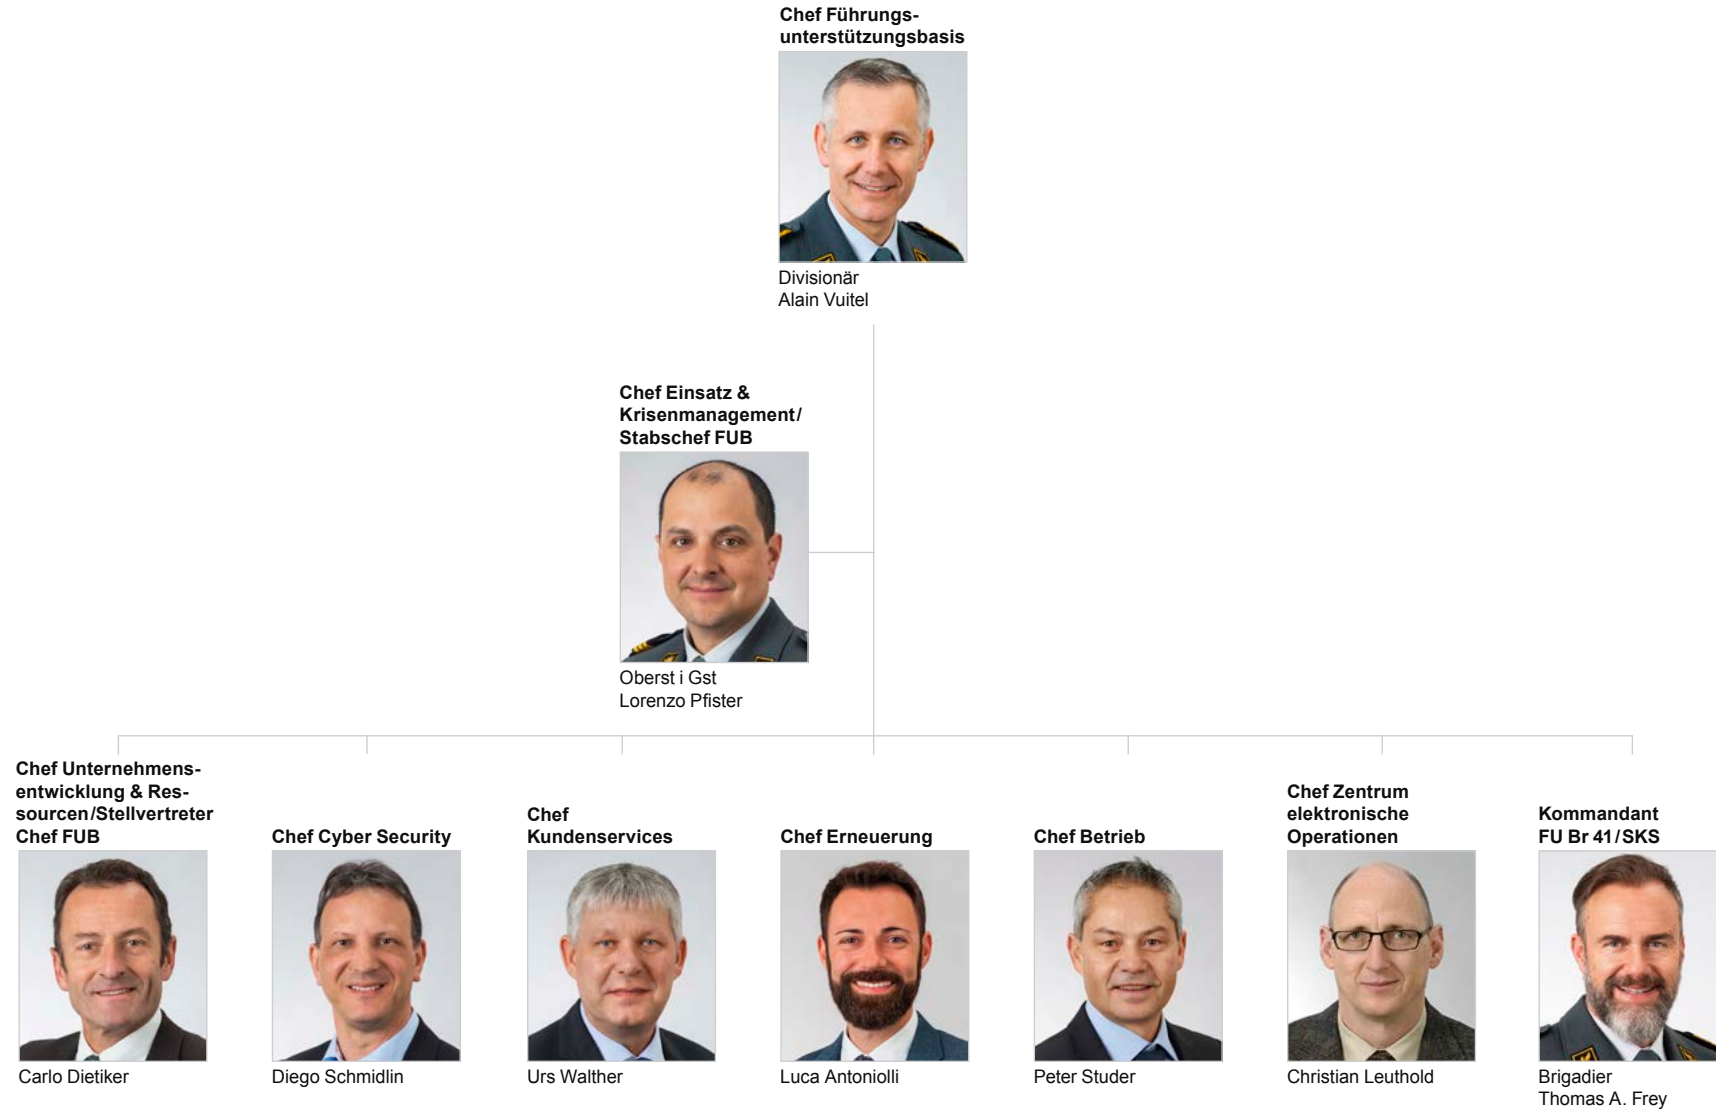 Chef Führungs-
unterstützungsbasis
Divisionär
Alain Vuitel
Chef Einsatz &
Krisenmanagement/
Stabschef FUB
Oberst i Gst
Lorenzo Pfister
Chef Unternehmens-
entwicklung & Res-
sourcen/Stellvertreter
Chef FUB
Carlo Dietiker
Chef Cyber Security
Diego Schmidlin
Chef
Kundenservices
Urs Walther
Chef Erneuerung
Luca Antoniolli
Chef Betrieb
Peter Studer
Chef Zentrum
elektronische
Operationen
Christian Leuthold
Kommandant
FU Br 41/SKS
Brigadier
Thomas A. Frey